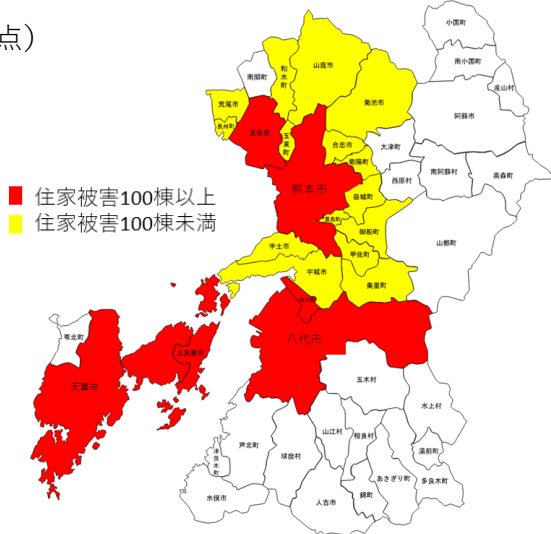 点)
小国町
南小国町
産山村
和水町
山鹿市
南関町
菊池市
荒尾市
長洲町
玉名市
玉東町
阿蘇市
合志市
大津町
菊陽町
熊本市
西原村
南阿蘇村
高森町
益城町
嘉島町
御船町
住家被害100棟以上
住家被害100棟未満
宇土市
甲佐町
山都町
宇城市
美里町
八代市
苓北町
上天草市
天草市
五木村
水上村
芦北町
津奈木町
球磨村
山江村
相良村
湯前町
あさぎり町
多良木町
水俣市
人吉市
錦町